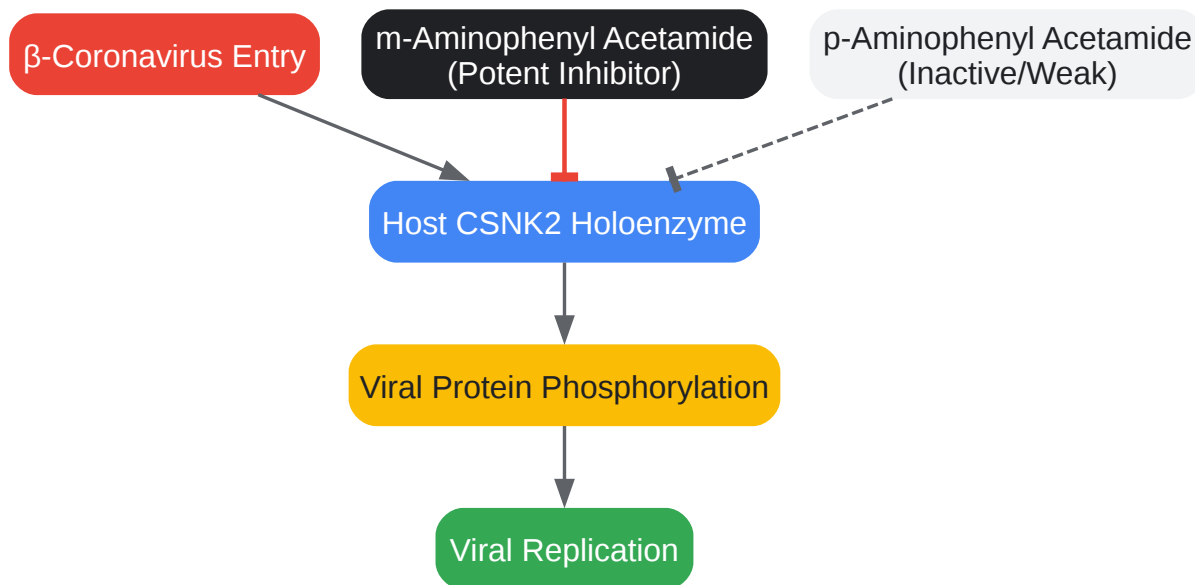 β-Coronavirus Entry
m-Aminophenyl Acetamide
(Potent Inhibitor)
p-Aminophenyl Acetamide
(Inactive/Weak)
Host CSNK2 Holoenzyme
Viral Protein Phosphorylation
Viral Replication